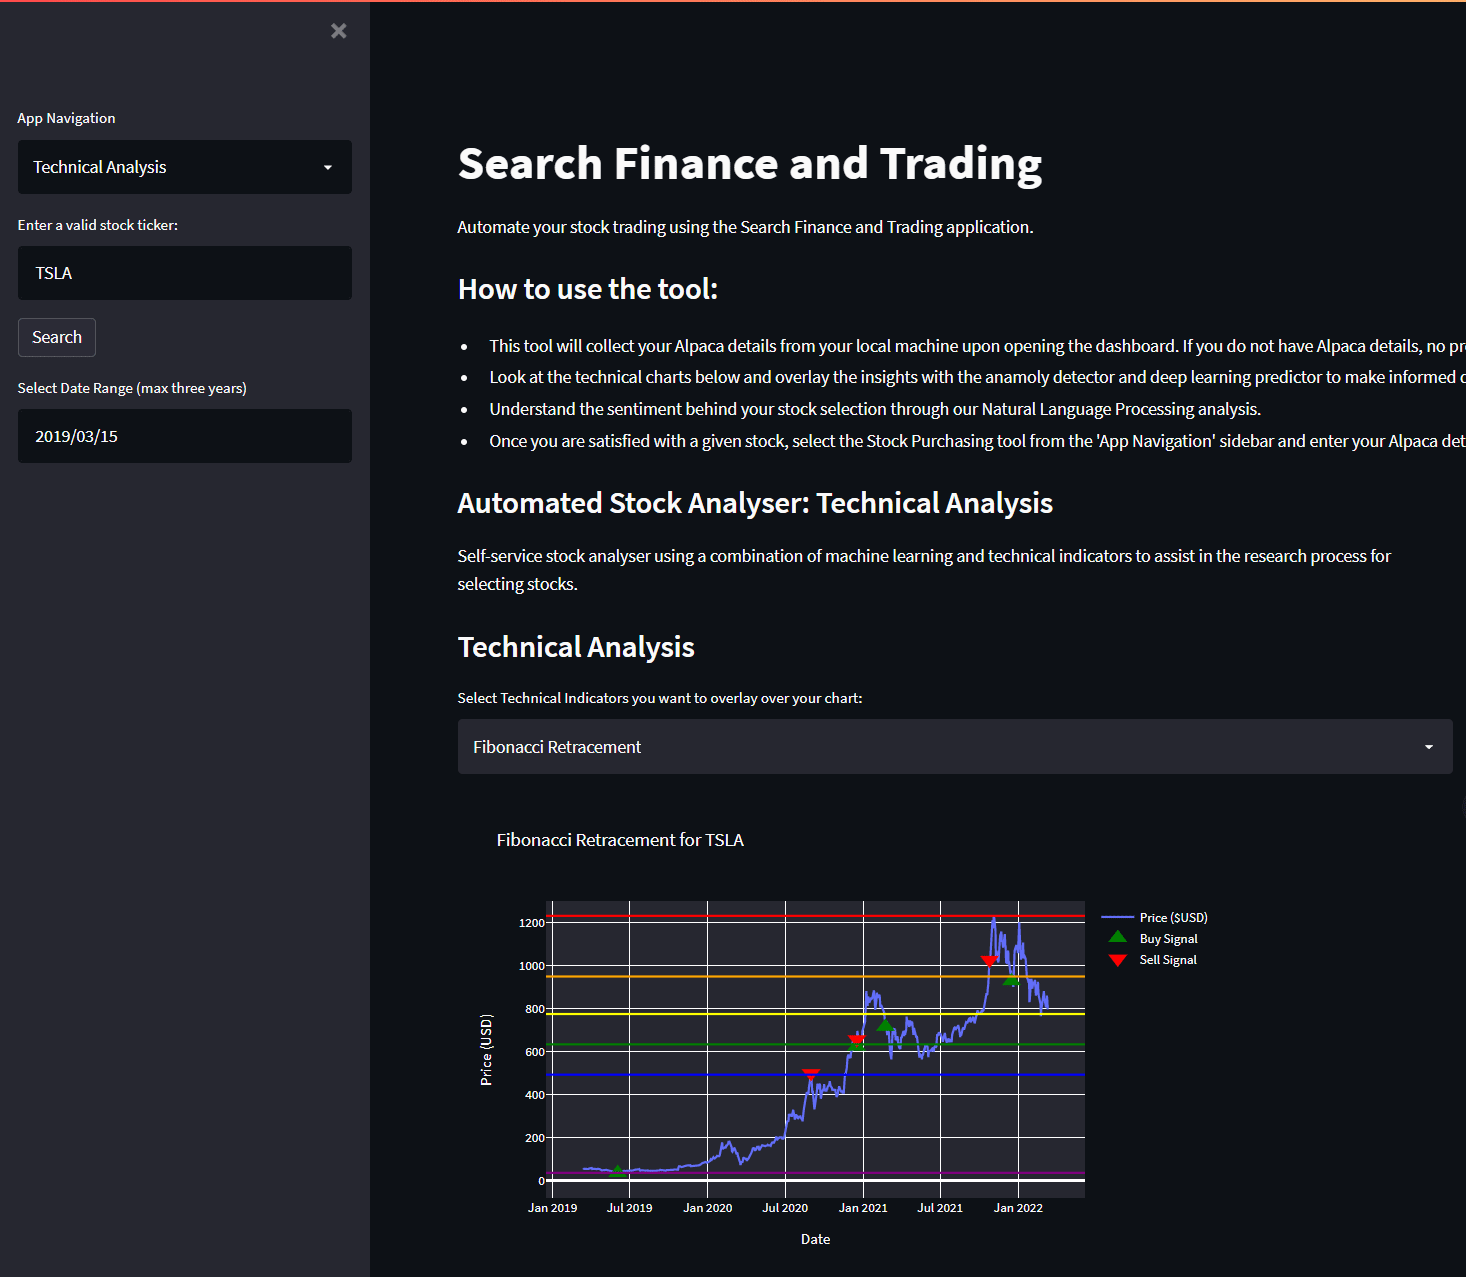 App Navigation
Technical Analysis
Enter a valid stock ticker:
TSLA
Search
Select Date Range (max three years)
2019/03/15
Search Finance and Trading
Automate your stock trading using the Search Finance and Trading application.
How to use the tool:
This tool will collect your Alpaca details from your local machine upon opening the dashboard. If you do not have Alpaca details, no pr
Look at the technical charts below and overlay the insights with the anamoly detector and deep learning predictor to make informed
Understand the sentiment behind your stock selection through our Natural Language Processing analysis.
Once you are satisfied with a given stock, select the Stock Purchasing tool from the 'App Navigation' sidebar and enter your Alpaca det
Automated Stock Analyser: Technical Analysis
Self-service stock analyser using a combination of machine learning and technical indicators to assist in the research process for
selecting stocks.
Technical Analysis
Select Technical Indicators you want to overlay over your chart:
Fibonacci Retracement
Fibonacci Retracement for TSLA
Price ($USD)
Buy Signal
Sell Signal
Price (USD)
1200
1000
800
600
400
200
0
Jan 2019 Jul 2019 Jan 2020 Jul 2020 Jan 2021 Jul 2021 Jan 2022
Date